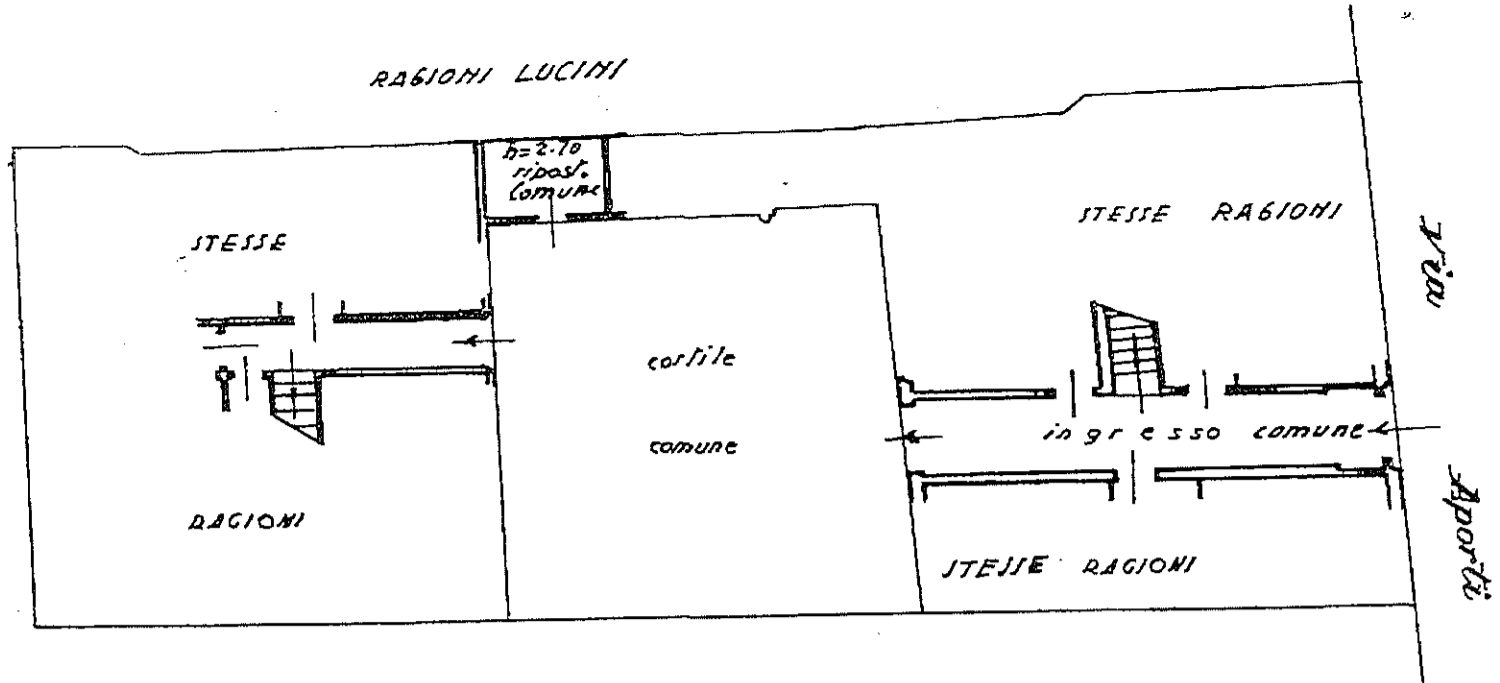 RAGIONI LUCINI
h=2.70
ripost.
comune
STESSE
RAGIONI
cortile
comune
STESSE RAGIONI
ingresso comune
STESSE RAGIONI
Via
Aporti